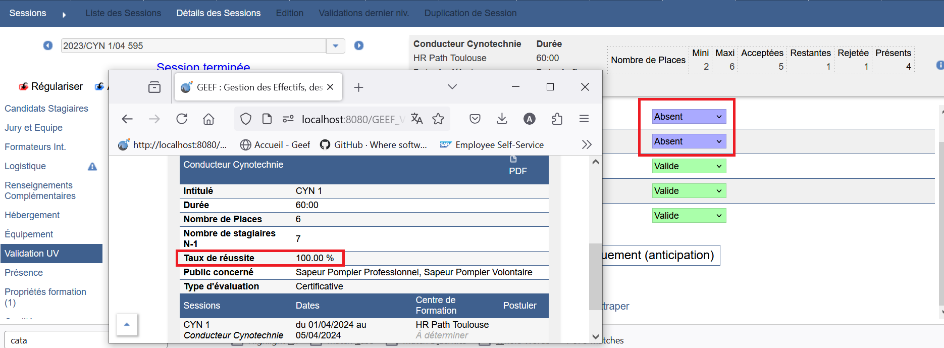 Sessions Liste des Sessions Détails des Sessions Edition Validations dernier niv. Duplication de Session
2023/CYN 1/04 595
Session terminée
Conducteur Cynotechnie Durée
HR Path Toulouse 60:00
Nombre de Places Mini Maxi Acceptées Restantes Rejetée Présents
2 6 5 1 1 4
Régulariser
Candidats Stagiaires
Jury et Equipe
Formateurs Int.
Logistique
Renseignements
Complémentaires
Hébergement
Équipement
Validation UV
Présence
Propriétés formation
(1)
cata
GEEF : Gestion des Effectifs, des
localhost:8080/GEEF_
http://localhost:8080/... Accueil - Geef GitHub · Where softw... Employee Self-Service
Conducteur Cynotechnie PDF
Intitulé CYN 1
Durée 60:00
Nombre de Places 6
Nombre de stagiaires
N-1 7
Taux de réussite 100.00 %
Public concerné Sapeur Pompier Professionnel, Sapeur Pompier Volontaire
Type d'évaluation Certificative
Sessions Dates Centre de
Formation Postuler
CYN 1 du 01/04/2024 au HR Path Toulouse
Conducteur Cynotechnie 05/04/2024 À déterminer
Absent
Absent
Valide
Valide
Valide
uement (anticipation)
traper